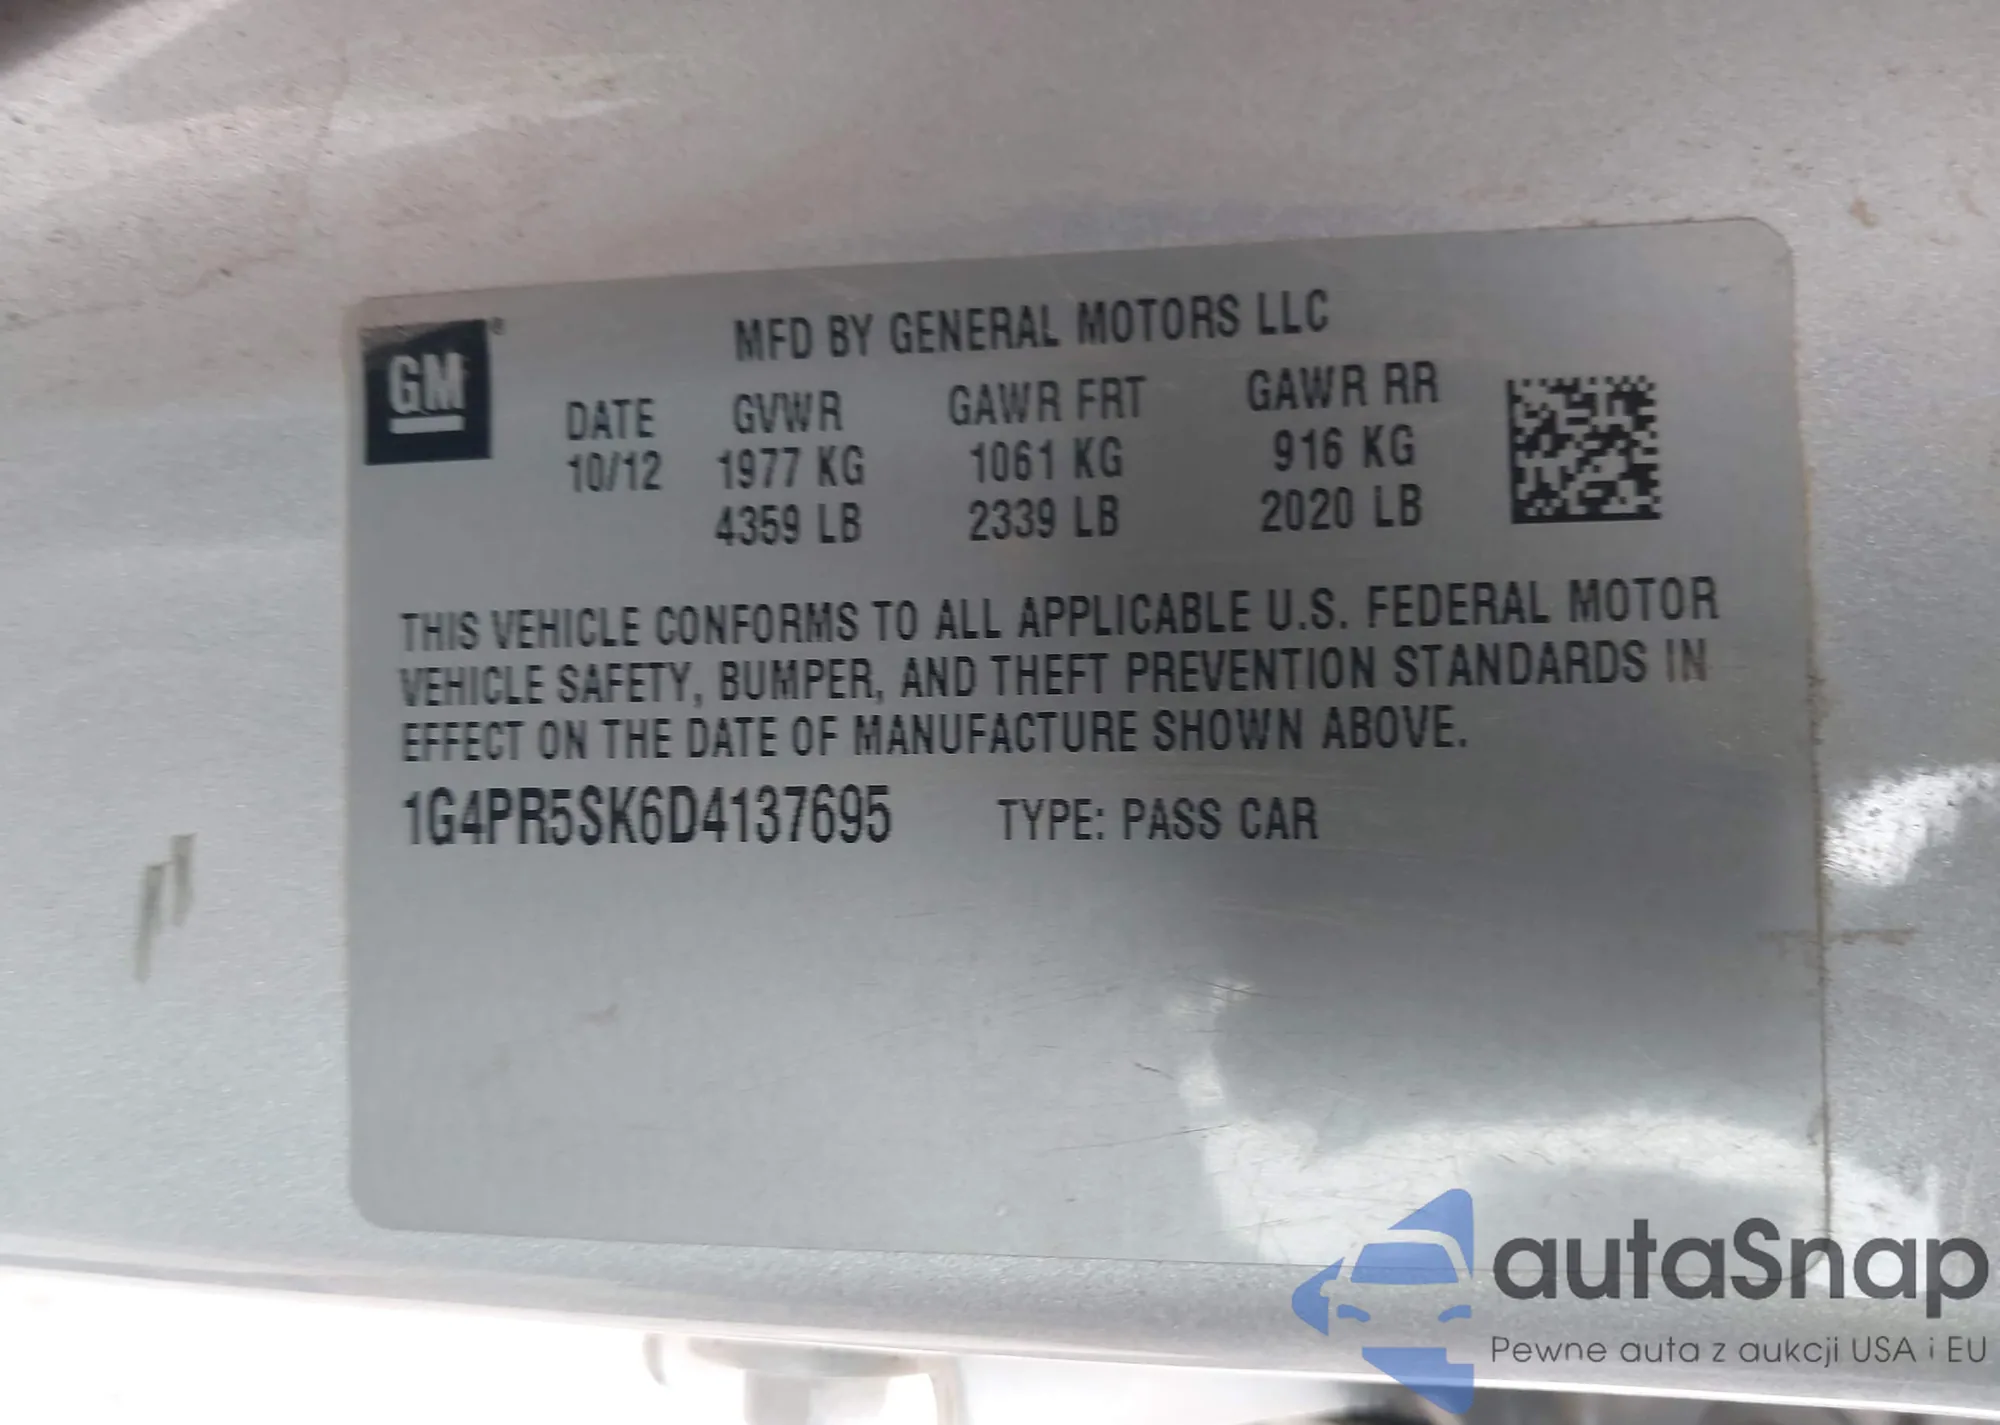 GM®
MFD BY GENERAL MOTORS LLC
DATE GVWR GAWR FRT GAWR RR
10/12 1977 KG 1061 KG 916 KG
4359 LB 2339 LB 2020 LB
THIS VEHICLE CONFORMS TO ALL APPLICABLE U.S. FEDERAL MOTOR
VEHICLE SAFETY, BUMPER, AND THEFT PREVENTION STANDARDS IN
EFFECT ON THE DATE OF MANUFACTURE SHOWN ABOVE.
1G4PR5SK6D4137695 TYPE: PASS CAR
autaSnap
Pewne auta z aukcji USA i EU